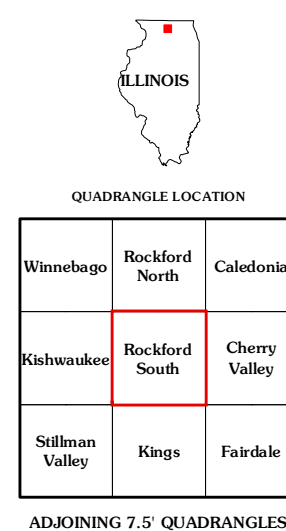 ILLINOIS
QUADRANGLE LOCATION
Winnebago
Rockford
North
Caledonia
Kishwaukee
Rockford
South
Cherry
Valley
Stillman
Valley
Kings
Fairdale
ADJOINING 7.5' QUADRANGLES